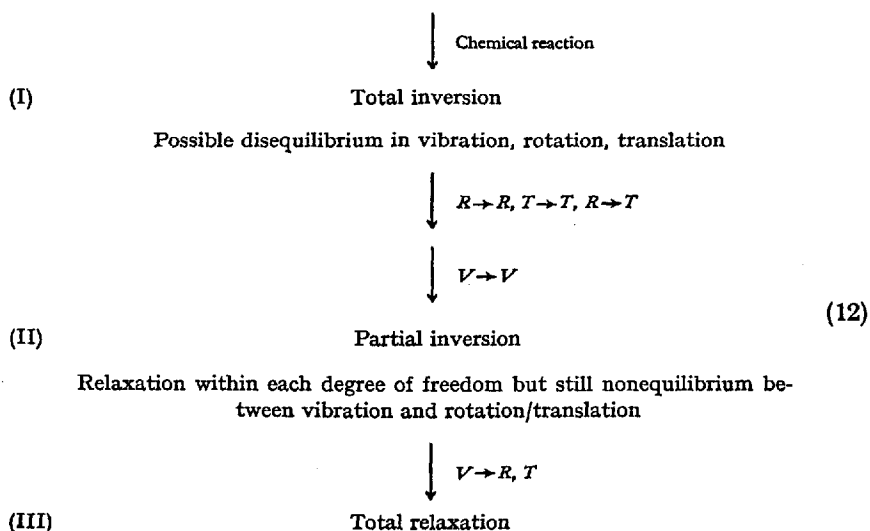 Chemical reaction
(I) Total inversion
Possible disequilibrium in vibration, rotation, translation
R→R, T→T, R→T
V→V
(12)
(II) Partial inversion
Relaxation within each degree of freedom but still nonequilibrium be-
tween vibration and rotation/translation
V→R, T
(III) Total relaxation